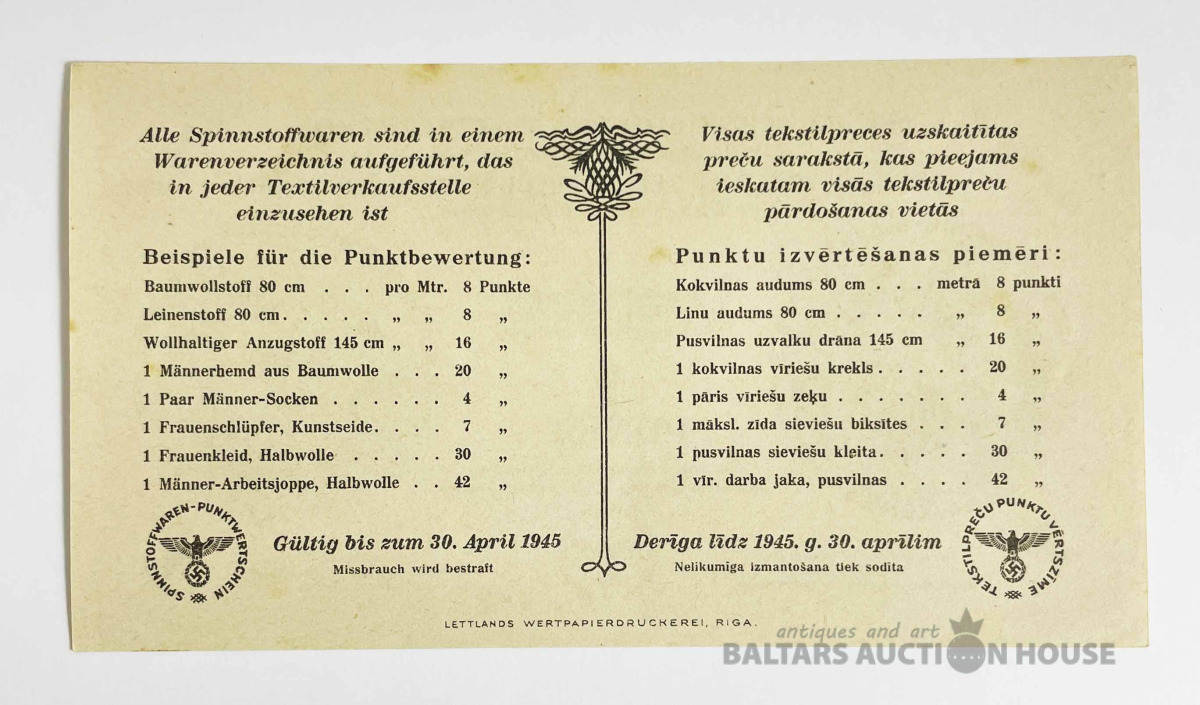 Alle Spinnstoffwaren sind in einem
Warenverzeichnis aufgeführt, das
in jeder Textilverkaufsstelle
einzusehen ist
Beispiele für die Punktbewertung:
Baumwollstoff 80 cm . . . pro Mtr. 8 Punkte
Leinenstoff 80 cm. . . . . „ „ 8 „
Wollhaltiger Anzugstoff 145 cm „ „ 16 „
1 Männerhemd aus Baumwolle . . . 20 „
1 Paar Männer-Socken . . . . . . 4 „
1 Frauenschlüpfer, Kunstseide. . . . 7 „
1 Frauenkleid, Halbwolle . . . . . 30 „
1 Männer-Arbeitsjoppe, Halbwolle . . 42 „
SPINNSTOFFWAREN-PUNKTWERTSCHEIN
Gültig bis zum 30. April 1945
Missbrauch wird bestraft
Visas tekstilpreces uzskaitītas
preču sarakstā, kas pieejams
ieskatam visās tekstilpreču
pārdošanas vietās
Punktu izvērtēšanas piemēri:
Kokvilnas audums 80 cm . . . metrā 8 punkti
Linu audums 80 cm . . . . . „ 8 „
Pusvilnas uzvalku drāna 145 cm „ 16 „
1 kokvilnas vīriešu krekls. . . . . 20 „
1 pāris vīriešu zeķu . . . . . . . 4 „
1 māksl. zīda sieviešu biksītes . . . 7 „
1 pusvilnas sieviešu kleita. . . . . 30 „
1 vīr. darba jaka, pusvilnas . . . . 42 „
Derīga līdz 1945. g. 30. aprīlim
Nelikumīga izmantošana tiek sodīta
TEKSTILPREČU PUNKTU VĒRTSZĪME
LETTLANDS WERTPAPIERDRUCKEREI, RIGA.
antiques and art
BALTARS AUCTION HOUSE